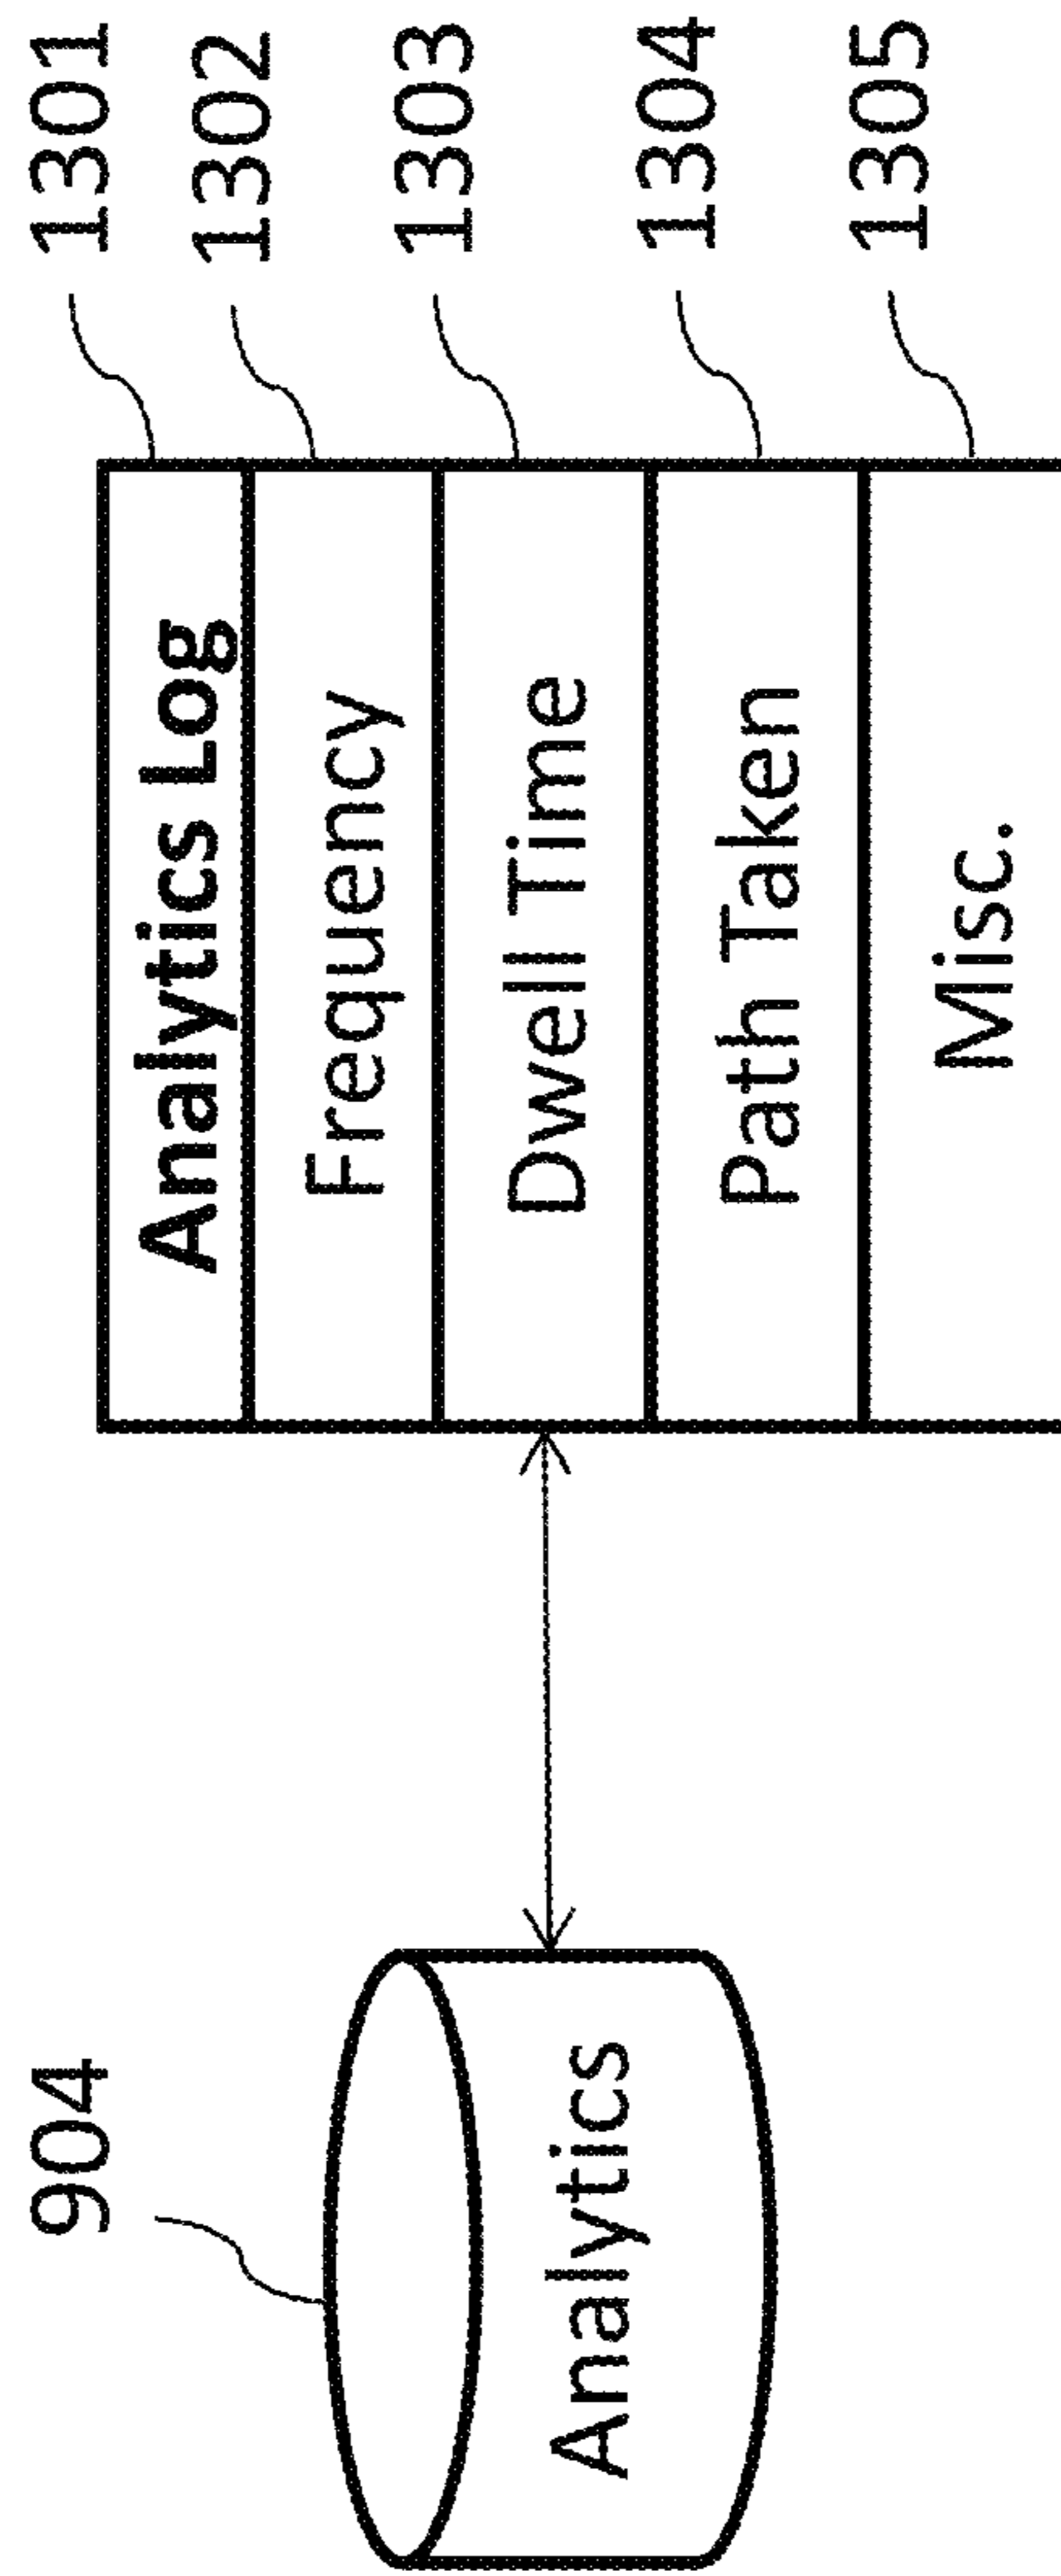 904
Analytics
Analytics Log
1301
Frequency
1302
Dwell Time
1303
Path Taken
1304
Misc.
1305